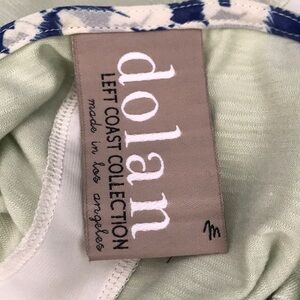 dolan
LEFT COAST COLLECTION
made in los angeles
m